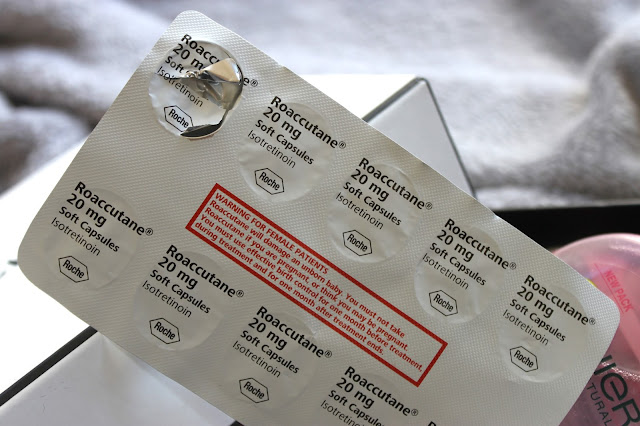 Roaccutane®
20 mg
Soft Capsules
Isotretinoin
Roche
Roaccutane®
20 mg
Soft Capsules
Isotretinoin
Roche
Roaccutane®
20 mg
Soft Capsules
Isotretinoin
Roche
Roaccutane®
20 mg
Soft Capsules
Isotretinoin
Roche
Roaccutane®
20 mg
Soft Capsules
Isotretinoin
Roche
WARNING FOR FEMALE PATIENTS
Roaccutane will damage an unborn baby. You must not take
Roaccutane if you are pregnant, or think you may be pregnant.
You must use effective birth control for one month before treatment,
during treatment and for one month after treatment ends.
Roaccutane®
20 mg
Soft Capsules
Isotretinoin
Roche
Roaccutane®
20 mg
Soft Capsules
Isotretinoin
Roche
Roaccutane®
20 mg
Soft Capsules
Isotretinoin
Roche
Roaccutane®
20 mg
Soft Capsules
Isotretinoin
NEW PACK